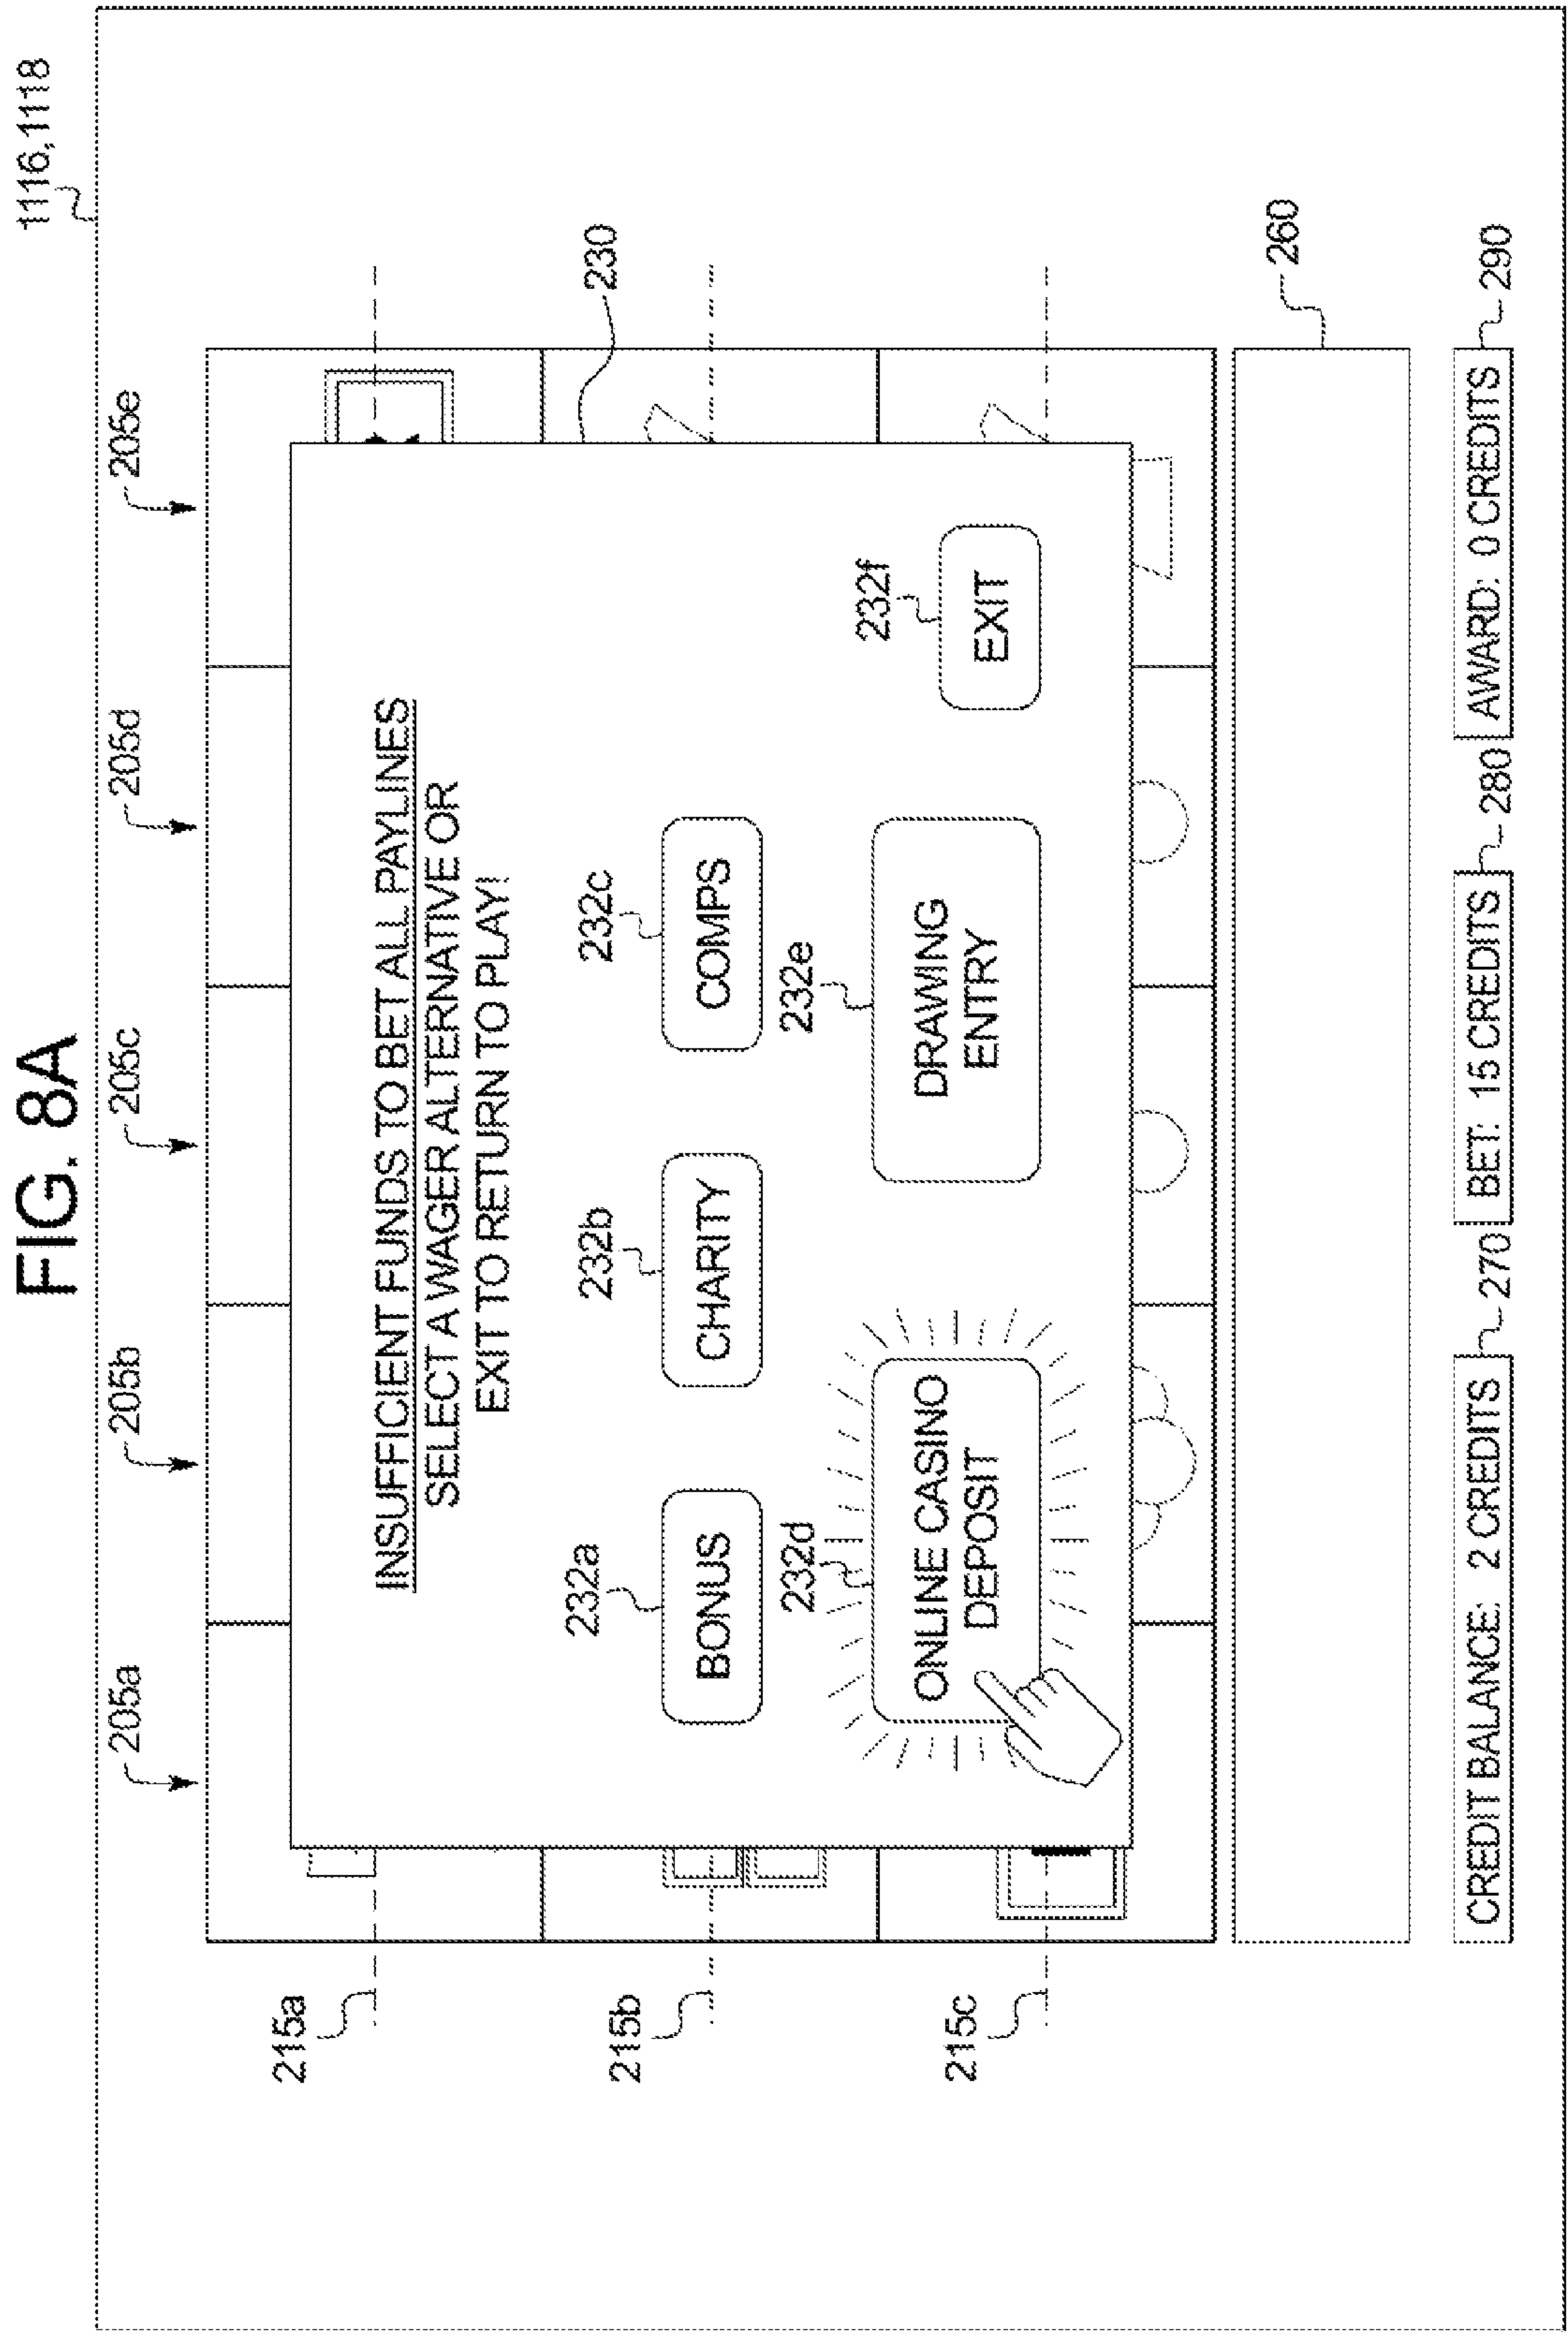 FIG. 8A
1116,1118
205a
205b
205c
205d
205e
215a
INSUFFICIENT FUNDS TO BET ALL PAYLINES
SELECT A WAGER ALTERNATIVE OR
EXIT TO RETURN TO PLAY!
230
215b
232a
232b
232c
BONUS
CHARITY
COMPS
232d
232e
232f
ONLINE CASINO
DEPOSIT
DRAWING
ENTRY
EXIT
215c
260
CREDIT BALANCE: 2 CREDITS
270
BET: 15 CREDITS
280
AWARD: 0 CREDITS
290